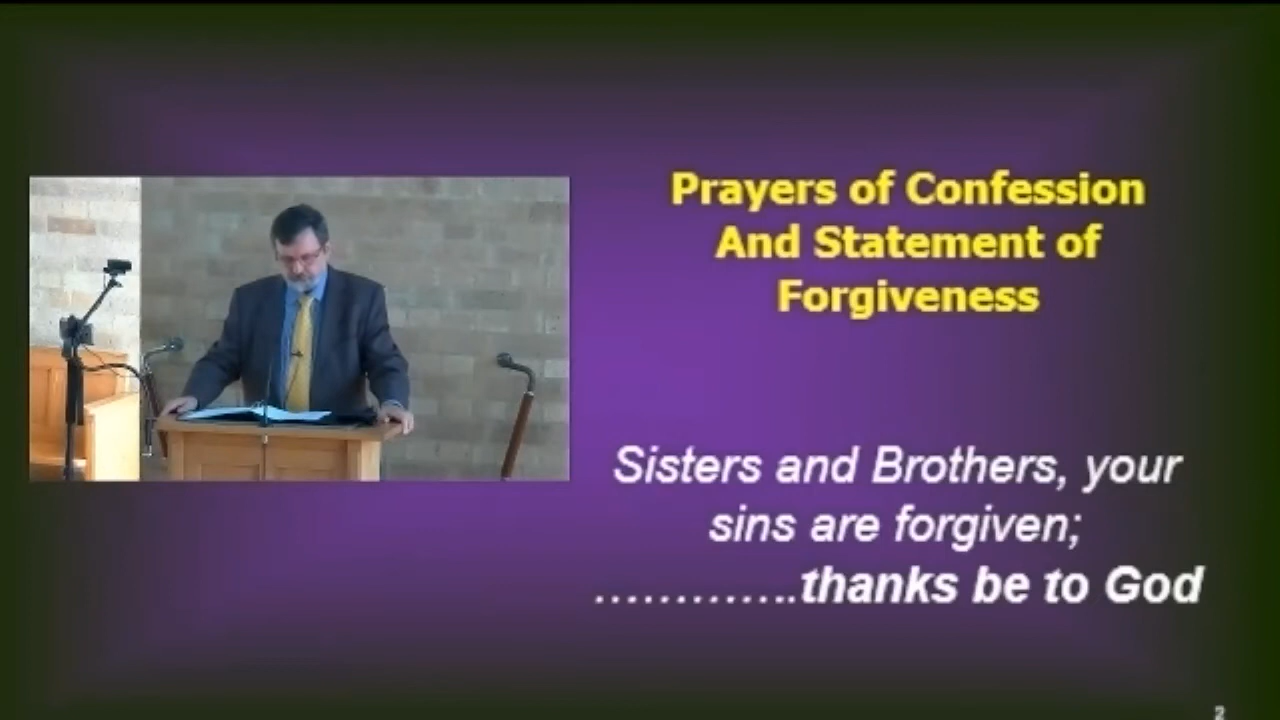 Prayers of Confession
And Statement of
Forgiveness
Sisters and Brothers, your
sins are forgiven;
…………..thanks be to God
2